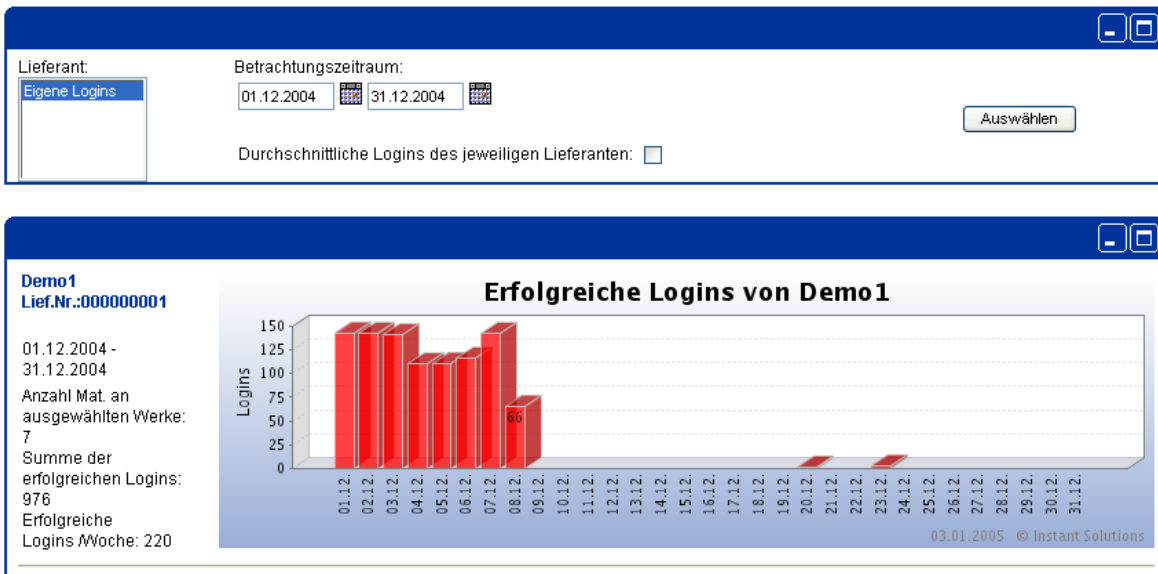 Lieferant:
Betrachtungszeitraum:
Eigene Logins
01.12.2004
31.12.2004
Auswählen
Durchschnittliche Logins des jeweiligen Lieferanten:
Demo1
Lief.Nr.:000000001
01.12.2004 -
31.12.2004
Anzahl Mat. an
ausgewählten Werke:
7
Summe der
erfolgreichen Logins:
976
Erfolgreiche
Logins /Woche: 220
Erfolgreiche Logins von Demo1
Logins
150
125
100
75
50
25
0
66
01.12.
02.12.
03.12.
04.12.
05.12.
06.12.
07.12.
08.12.
09.12.
10.12.
11.12.
12.12.
13.12.
14.12.
15.12.
16.12.
17.12.
18.12.
19.12.
20.12.
21.12.
22.12.
23.12.
24.12.
25.12.
26.12.
27.12.
28.12.
29.12.
30.12.
31.12.
03.01.2005 © Instant Solutions